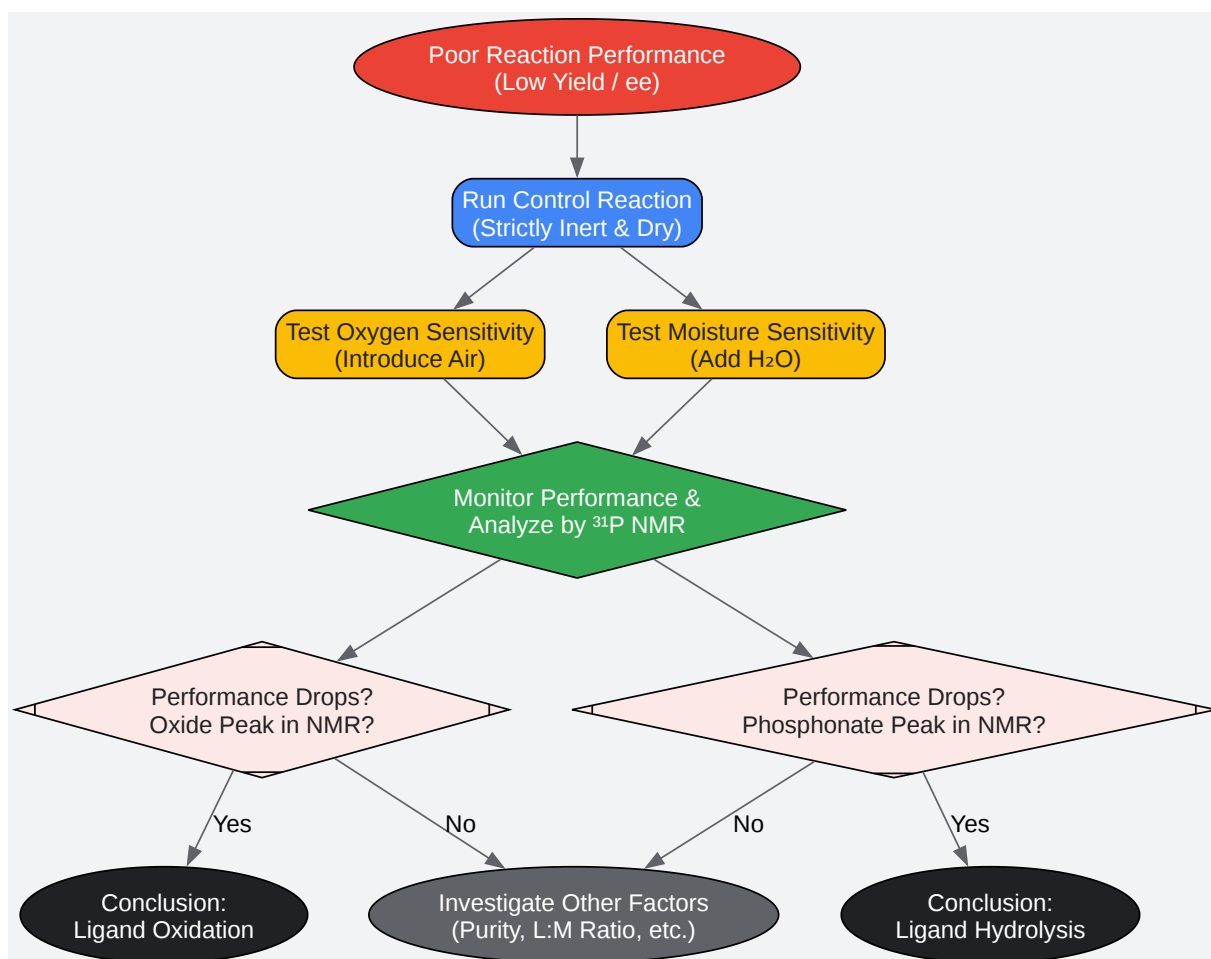 Poor Reaction Performance
(Low Yield / ee)
Run Control Reaction
(Strictly Inert & Dry)
Test Oxygen Sensitivity
(Introduce Air)
Test Moisture Sensitivity
(Add H₂O)
Monitor Performance &
Analyze by ³¹P NMR
Performance Drops?
Oxide Peak in NMR?
Performance Drops?
Phosphonate Peak in NMR?
Yes
No
No
Yes
Conclusion:
Ligand Oxidation
Investigate Other Factors
(Purity, L:M Ratio, etc.)
Conclusion:
Ligand Hydrolysis